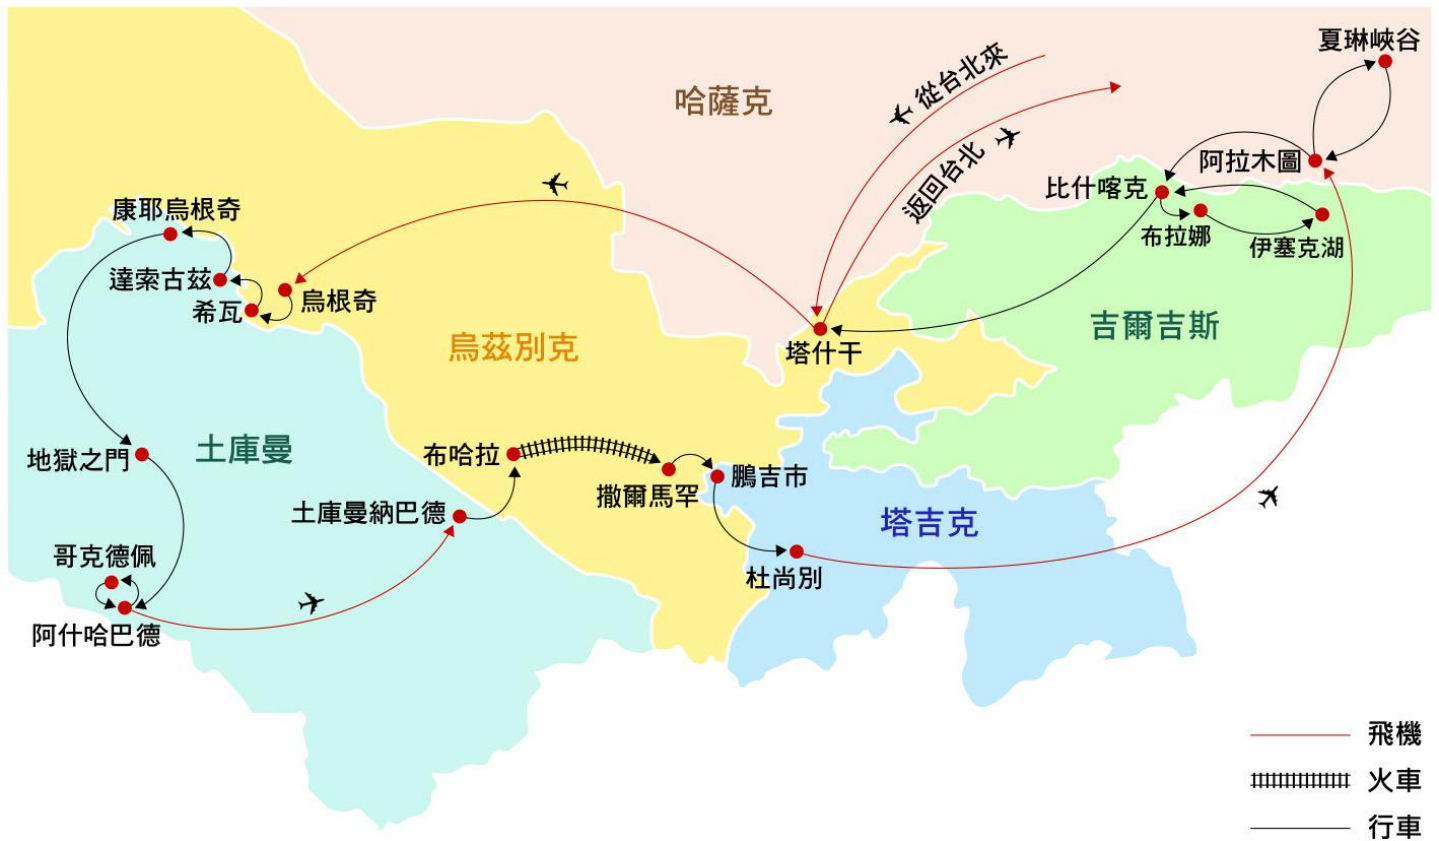 夏琳峽谷
從台北來
哈薩克
返回台北
阿拉木圖
比什喀克
康耶烏根奇
布拉娜
伊塞克湖
達索古茲
烏根奇
希瓦
吉爾吉斯
烏茲別克
塔什干
地獄之門
土庫曼
布哈拉
鵬吉市
撒爾馬罕
土庫曼納巴德
塔吉克
哥克德佩
杜尚別
阿什哈巴德
飛機
火車
行車